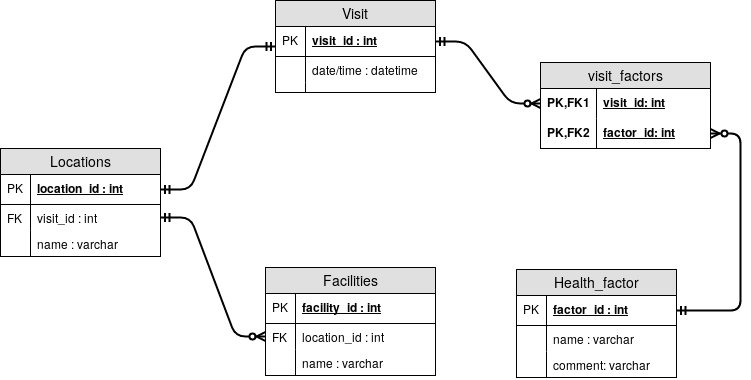 Visit
PK visit_id : int
date/time : datetime
visit_factors
PK,FK1 visit_id: int
PK,FK2 factor_id: int
Locations
PK location_id : int
FK visit_id : int
name : varchar
Facilities
PK facility_id : int
FK location_id : int
name : varchar
Health_factor
PK factor_id : int
name : varchar
comment: varchar